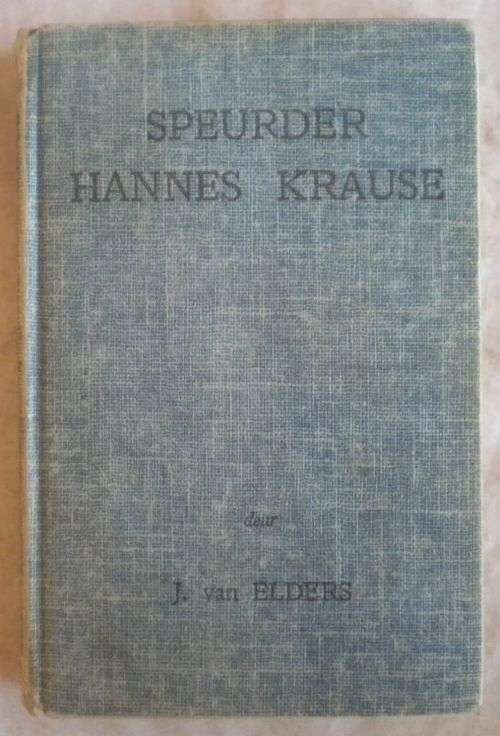 SPEURDER
HANNES KRAUSE
deur
J. van ELDERS